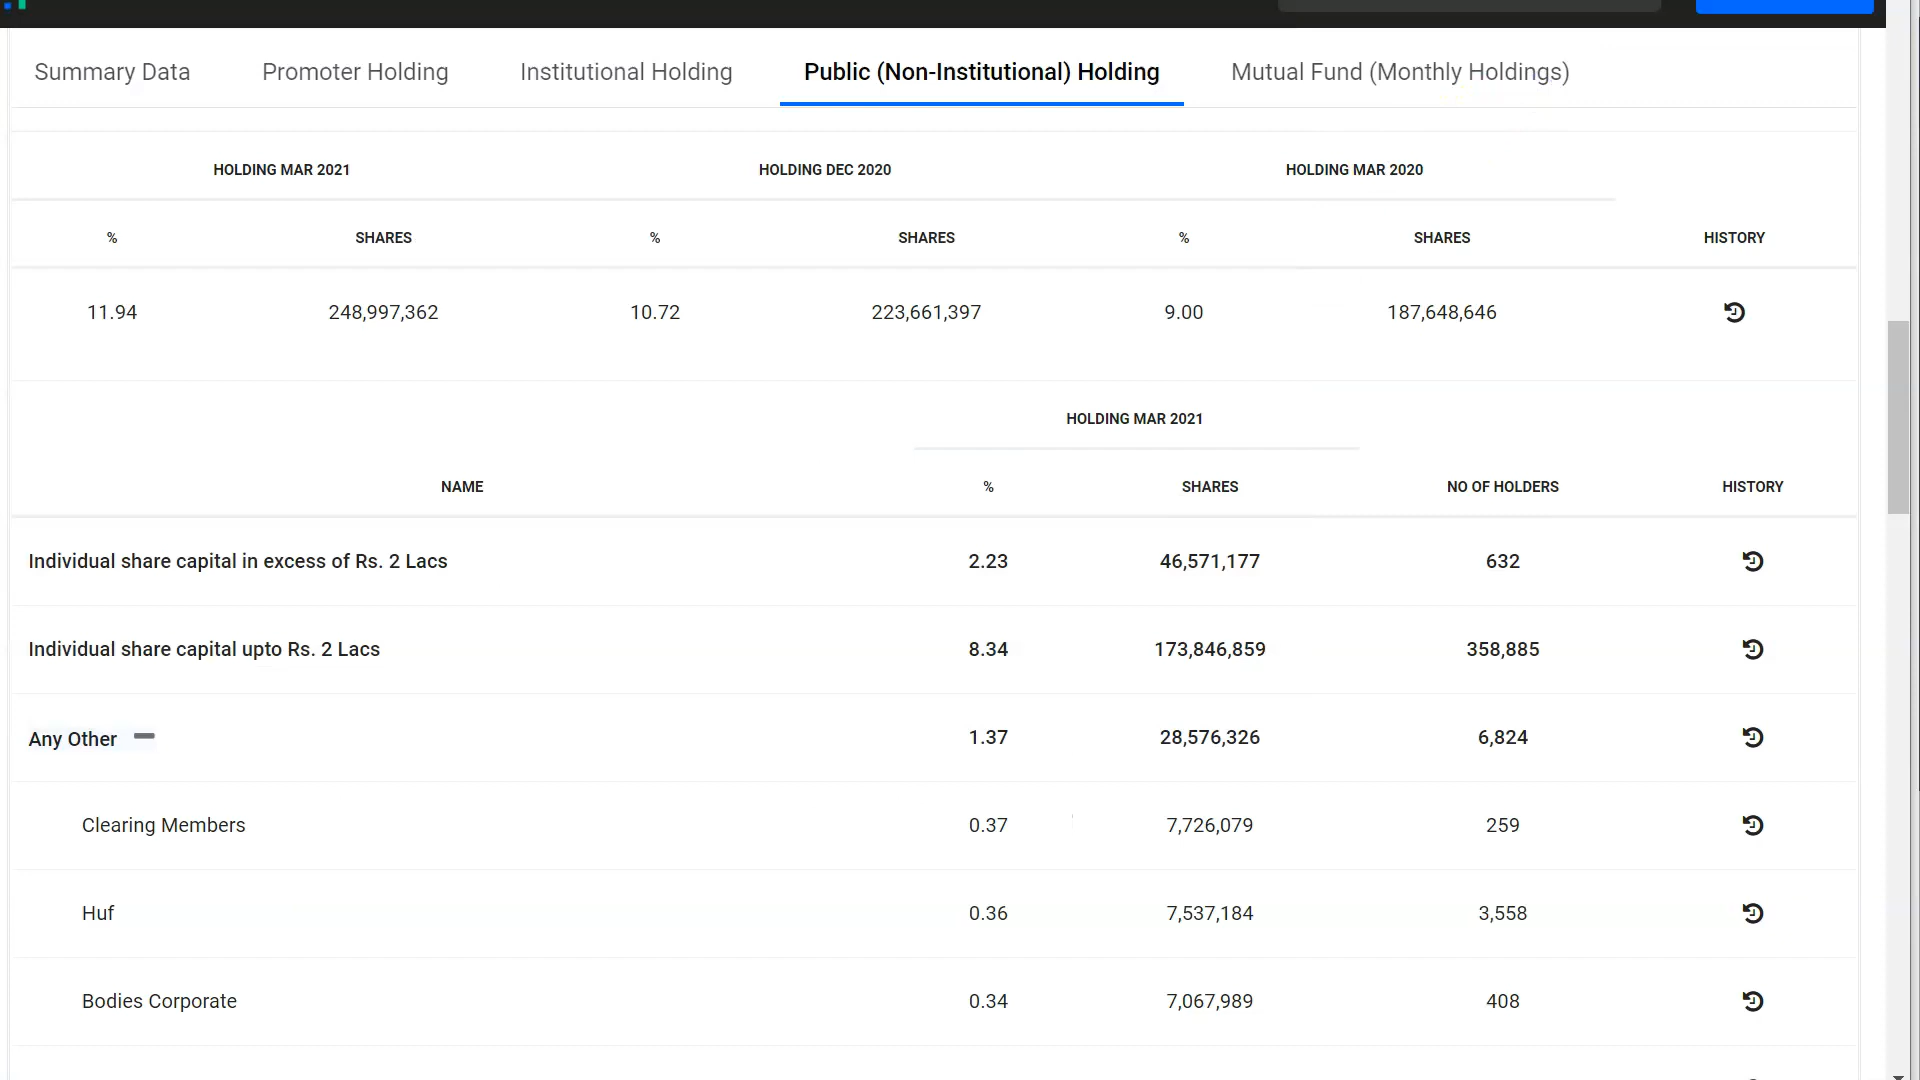 Summary Data Promoter Holding Institutional Holding Public (Non-Institutional) Holding Mutual Fund (Monthly Holdings)
HOLDING MAR 2021 HOLDING DEC 2020 HOLDING MAR 2020
% SHARES % SHARES % SHARES HISTORY
11.94 248,997,362 10.72 223,661,397 9.00 187,648,646
HOLDING MAR 2021
NAME % SHARES NO OF HOLDERS HISTORY
Individual share capital in excess of Rs. 2 Lacs 2.23 46,571,177 632
Individual share capital upto Rs. 2 Lacs 8.34 173,846,859 358,885
Any Other 1.37 28,576,326 6,824
Clearing Members 0.37 7,726,079 259
Huf 0.36 7,537,184 3,558
Bodies Corporate 0.34 7,067,989 408